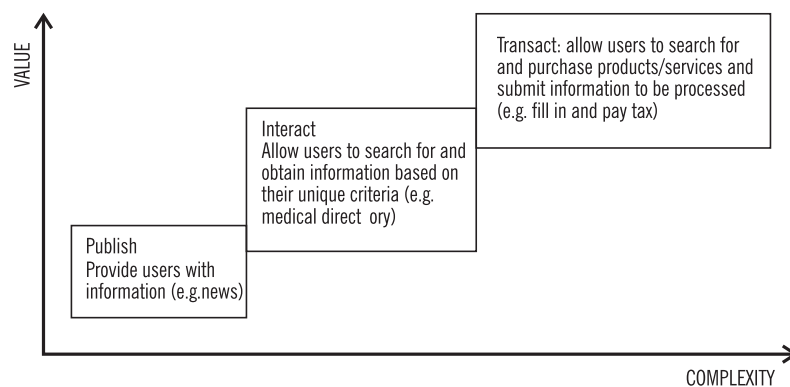 VALUE
Transact: allow users to search for
and purchase products/services and
submit information to be processed
(e.g. fill in and pay tax)
Interact
Allow users to search for and
obtain information based on
their unique criteria (e.g.
medical direct ory)
Publish
Provide users with
information (e.g.news)
COMPLEXITY